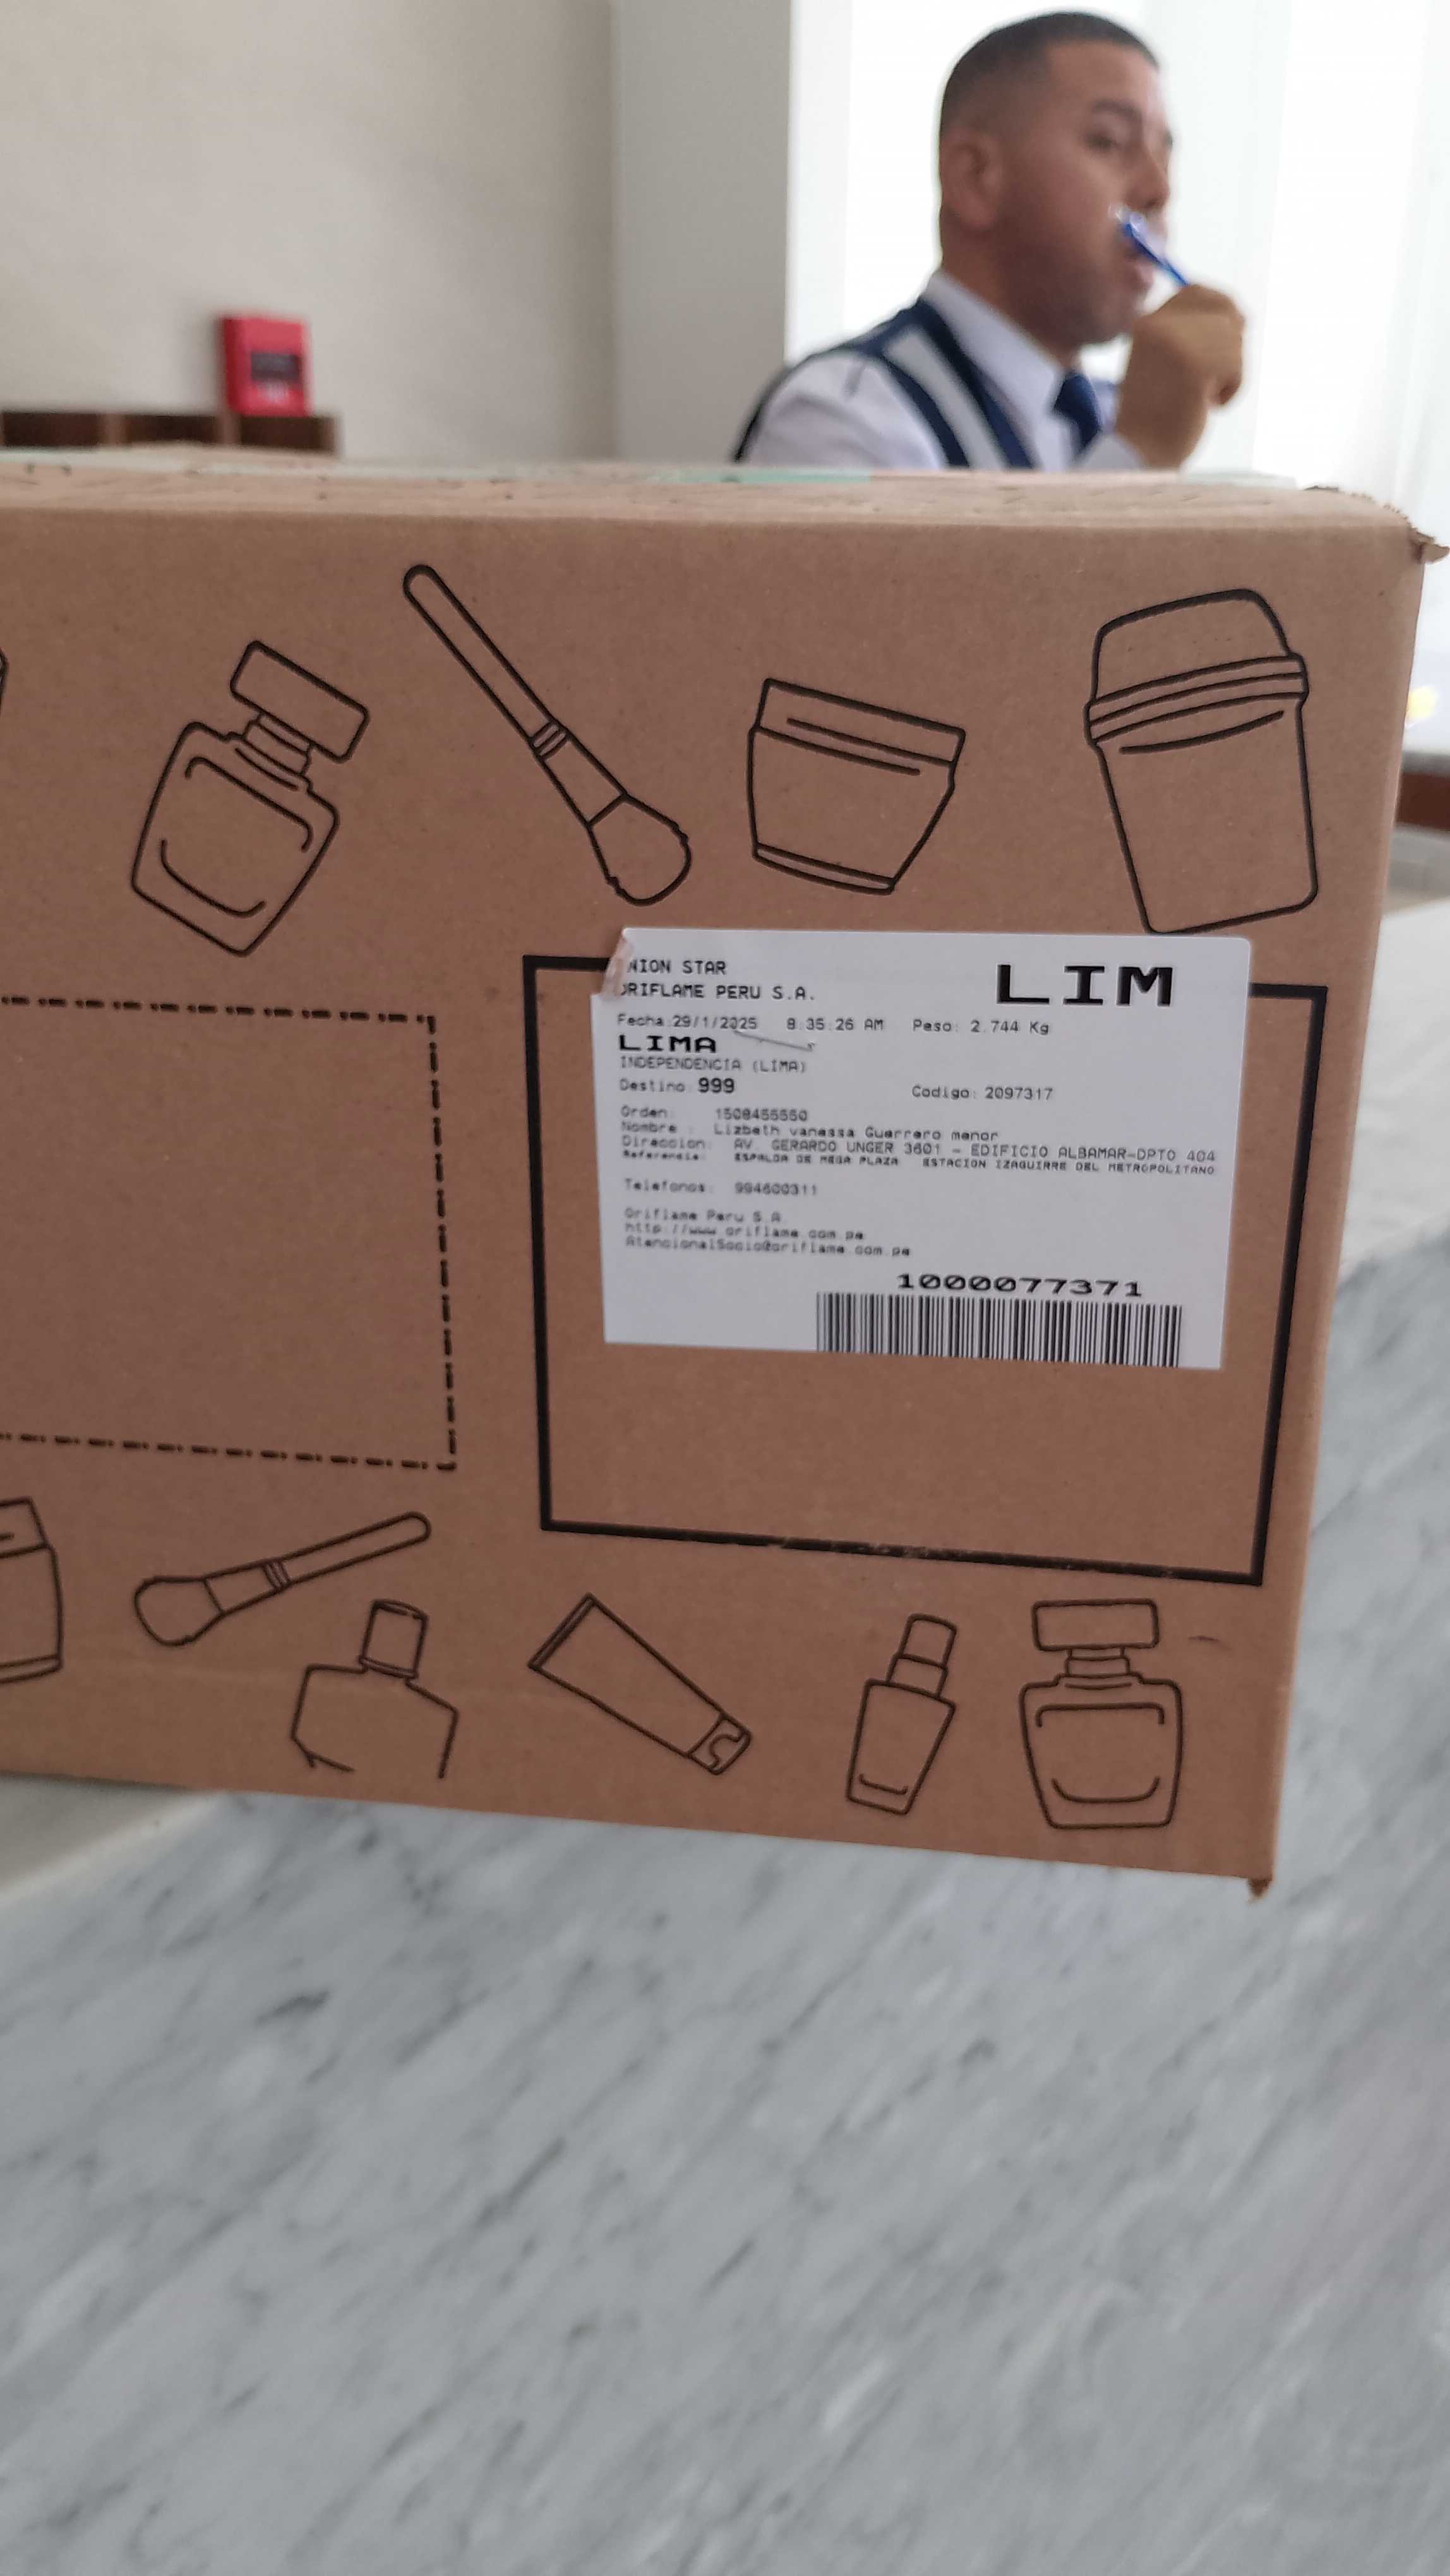 NION STAR
ORIFLAME PERU S.A.
LIM
Fecha:29/1/2025 8:35:26 AM Peso: 2.744 Kg
LIMA
INDEPENDENCIA (LIMA)
Destino: 999 Codigo: 2097317
Orden: 1508455550
Nombre : Lizbeth vanessa Guerrero menor
Direccion: AV. GERARDO UNGER 3601 - EDIFICIO ALBAMAR-DPTO 404
Referencia: ESPALDA DE MEGA PLAZA ESTACION IZAGUIRRE DEL METROPOLITANO
Telefonos: 994600311
Oriflame Peru S.A.
http://www.oriflame.com.pe
AtencionalSocio@oriflame.com.pe
1000077371